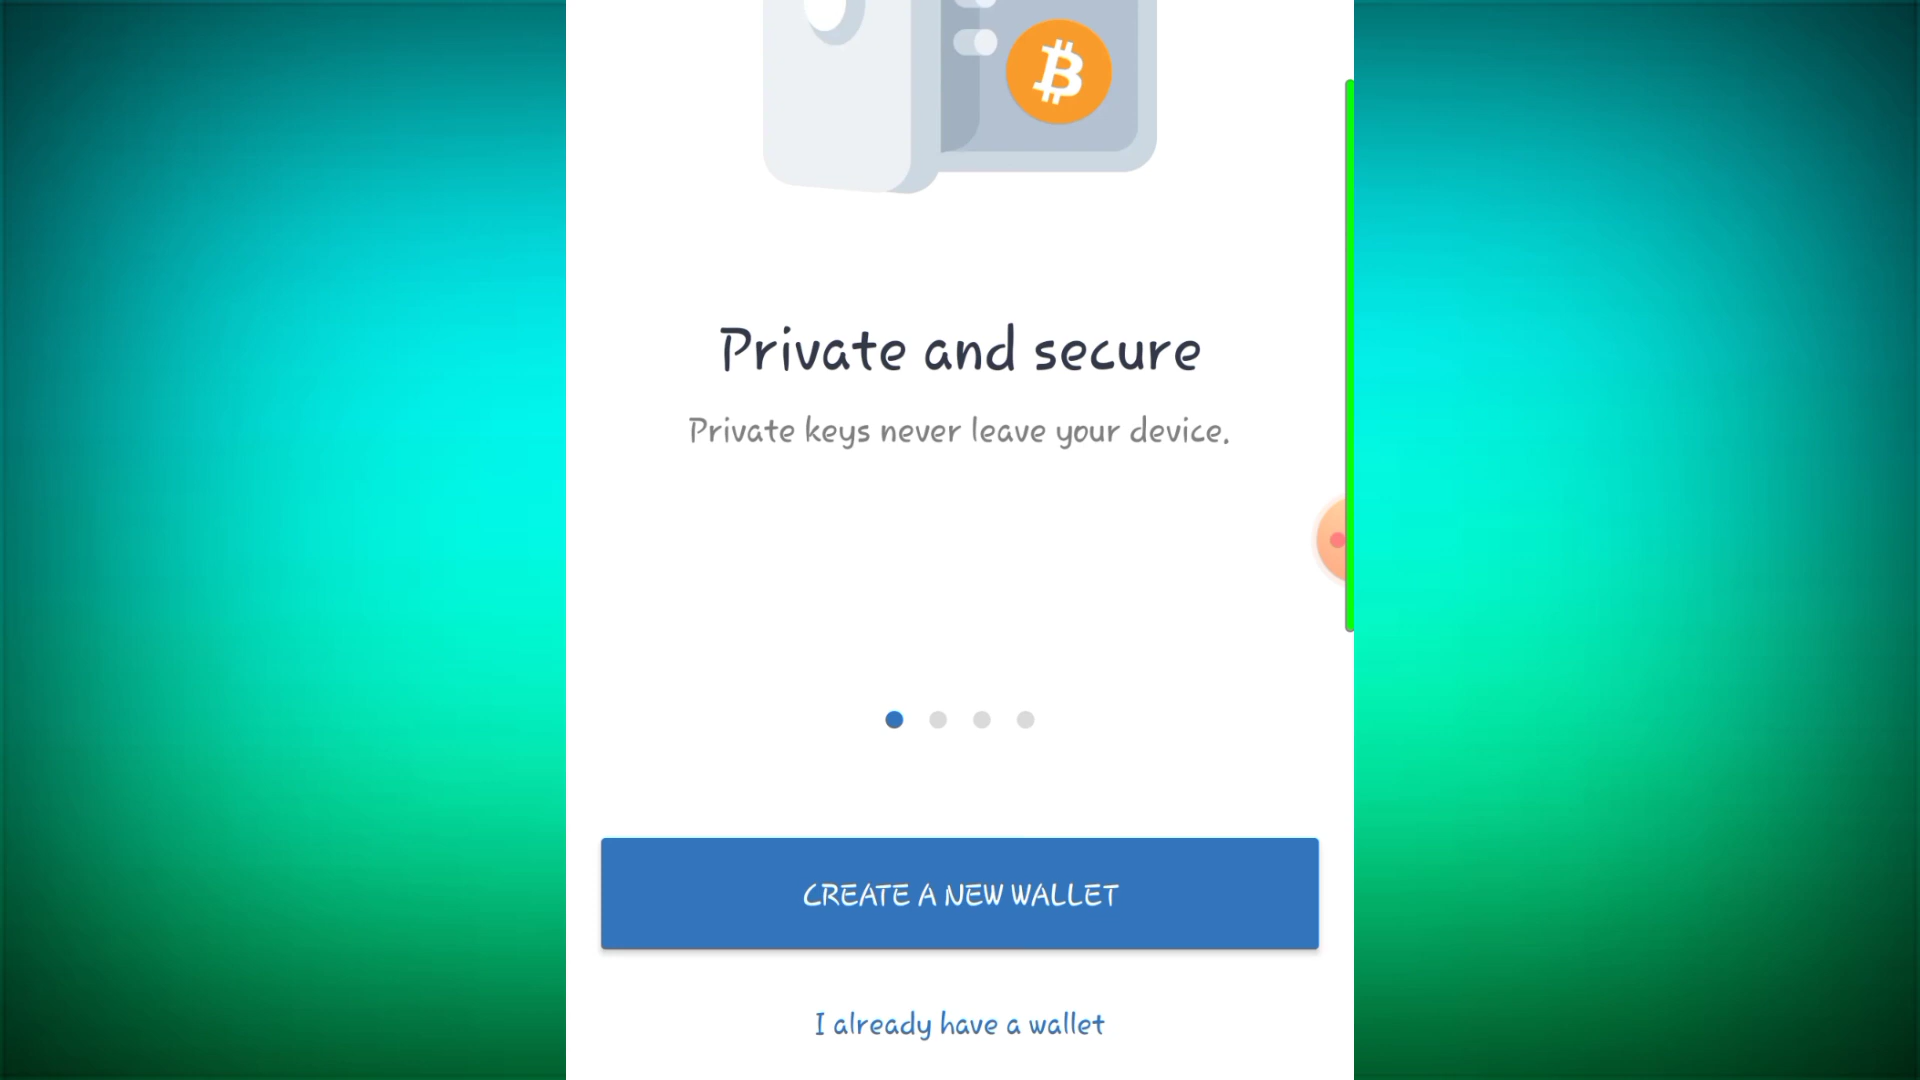 Private and secure
Private keys never leave your device.
CREATE A NEW WALLET
I already have a wallet